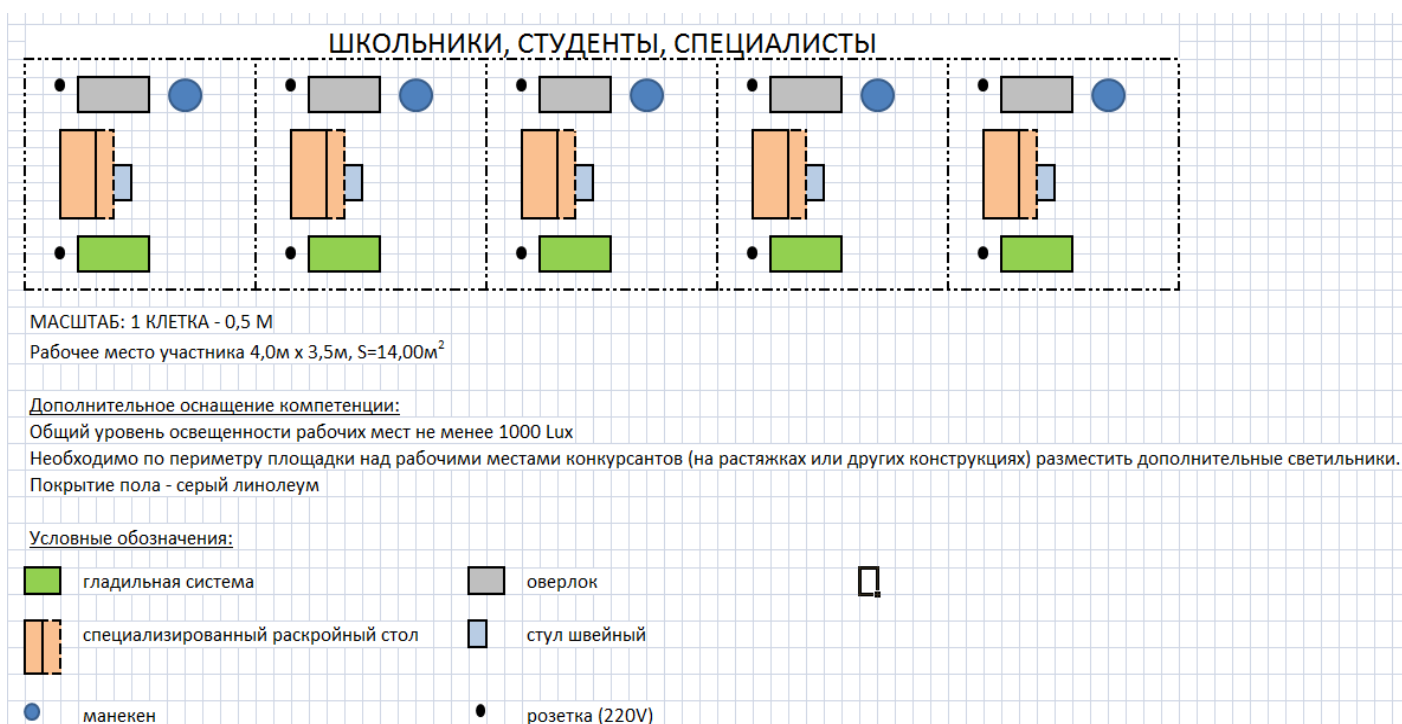 ШКОЛЬНИКИ, СТУДЕНТЫ, СПЕЦИАЛИСТЫ
МАСШТАБ: 1 КЛЕТКА - 0,5 М
Рабочее место участника 4,0м х 3,5м, S=14,00м²
Дополнительное оснащение компетенции:
Общий уровень освещенности рабочих мест не менее 1000 Lux
Необходимо по периметру площадки над рабочими местами конкурсантов (на растяжках или других конструкциях) разместить дополнительные светильники.
Покрытие пола - серый линолеум
Условные обозначения:
гладильная система
оверлок
специализированный раскройный стол
стул швейный
манекен
розетка (220V)